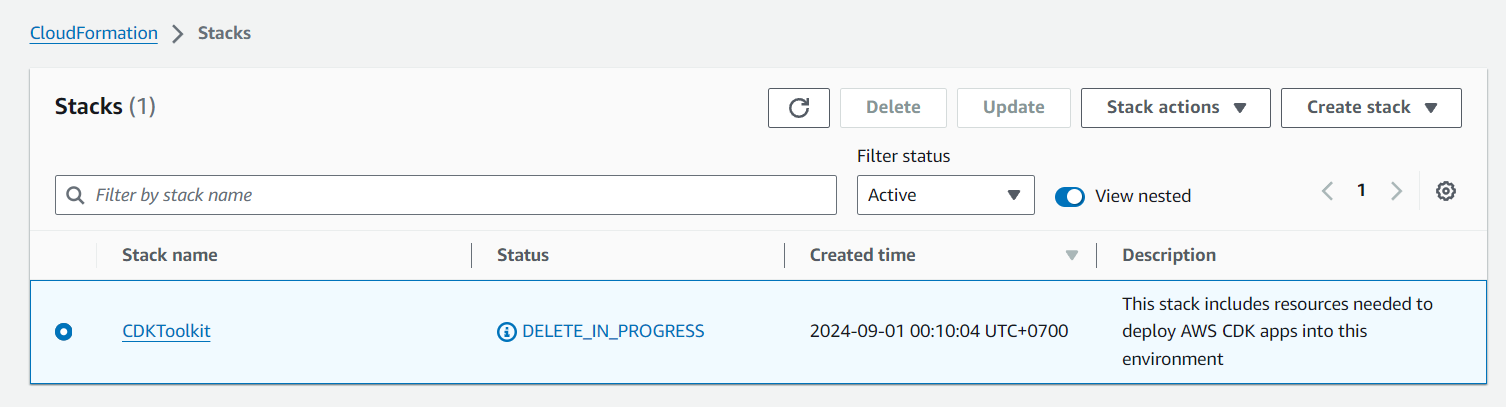 CloudFormation > Stacks
Stacks (1)
Delete
Update
Stack actions
Create stack
Filter status
Filter by stack name
Active
View nested
1
Stack name
Status
Created time
Description
CDKToolkit
DELETE_IN_PROGRESS
2024-09-01 00:10:04 UTC+0700
This stack includes resources needed to
deploy AWS CDK apps into this
environment